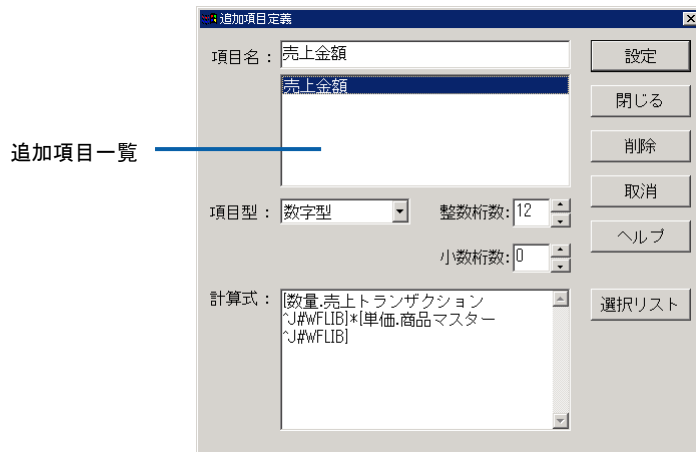 追加項目定義
項目名：
売上金額
設定
売上金額
閉じる
追加項目一覧
削除
取消
項目型：
数字型
整数桁数:
12
ヘルプ
小数桁数:
0
計算式：
[数量.売上トランザクション
^J#WFLIB]*[単価.商品マスター
^J#WFLIB]
選択リスト